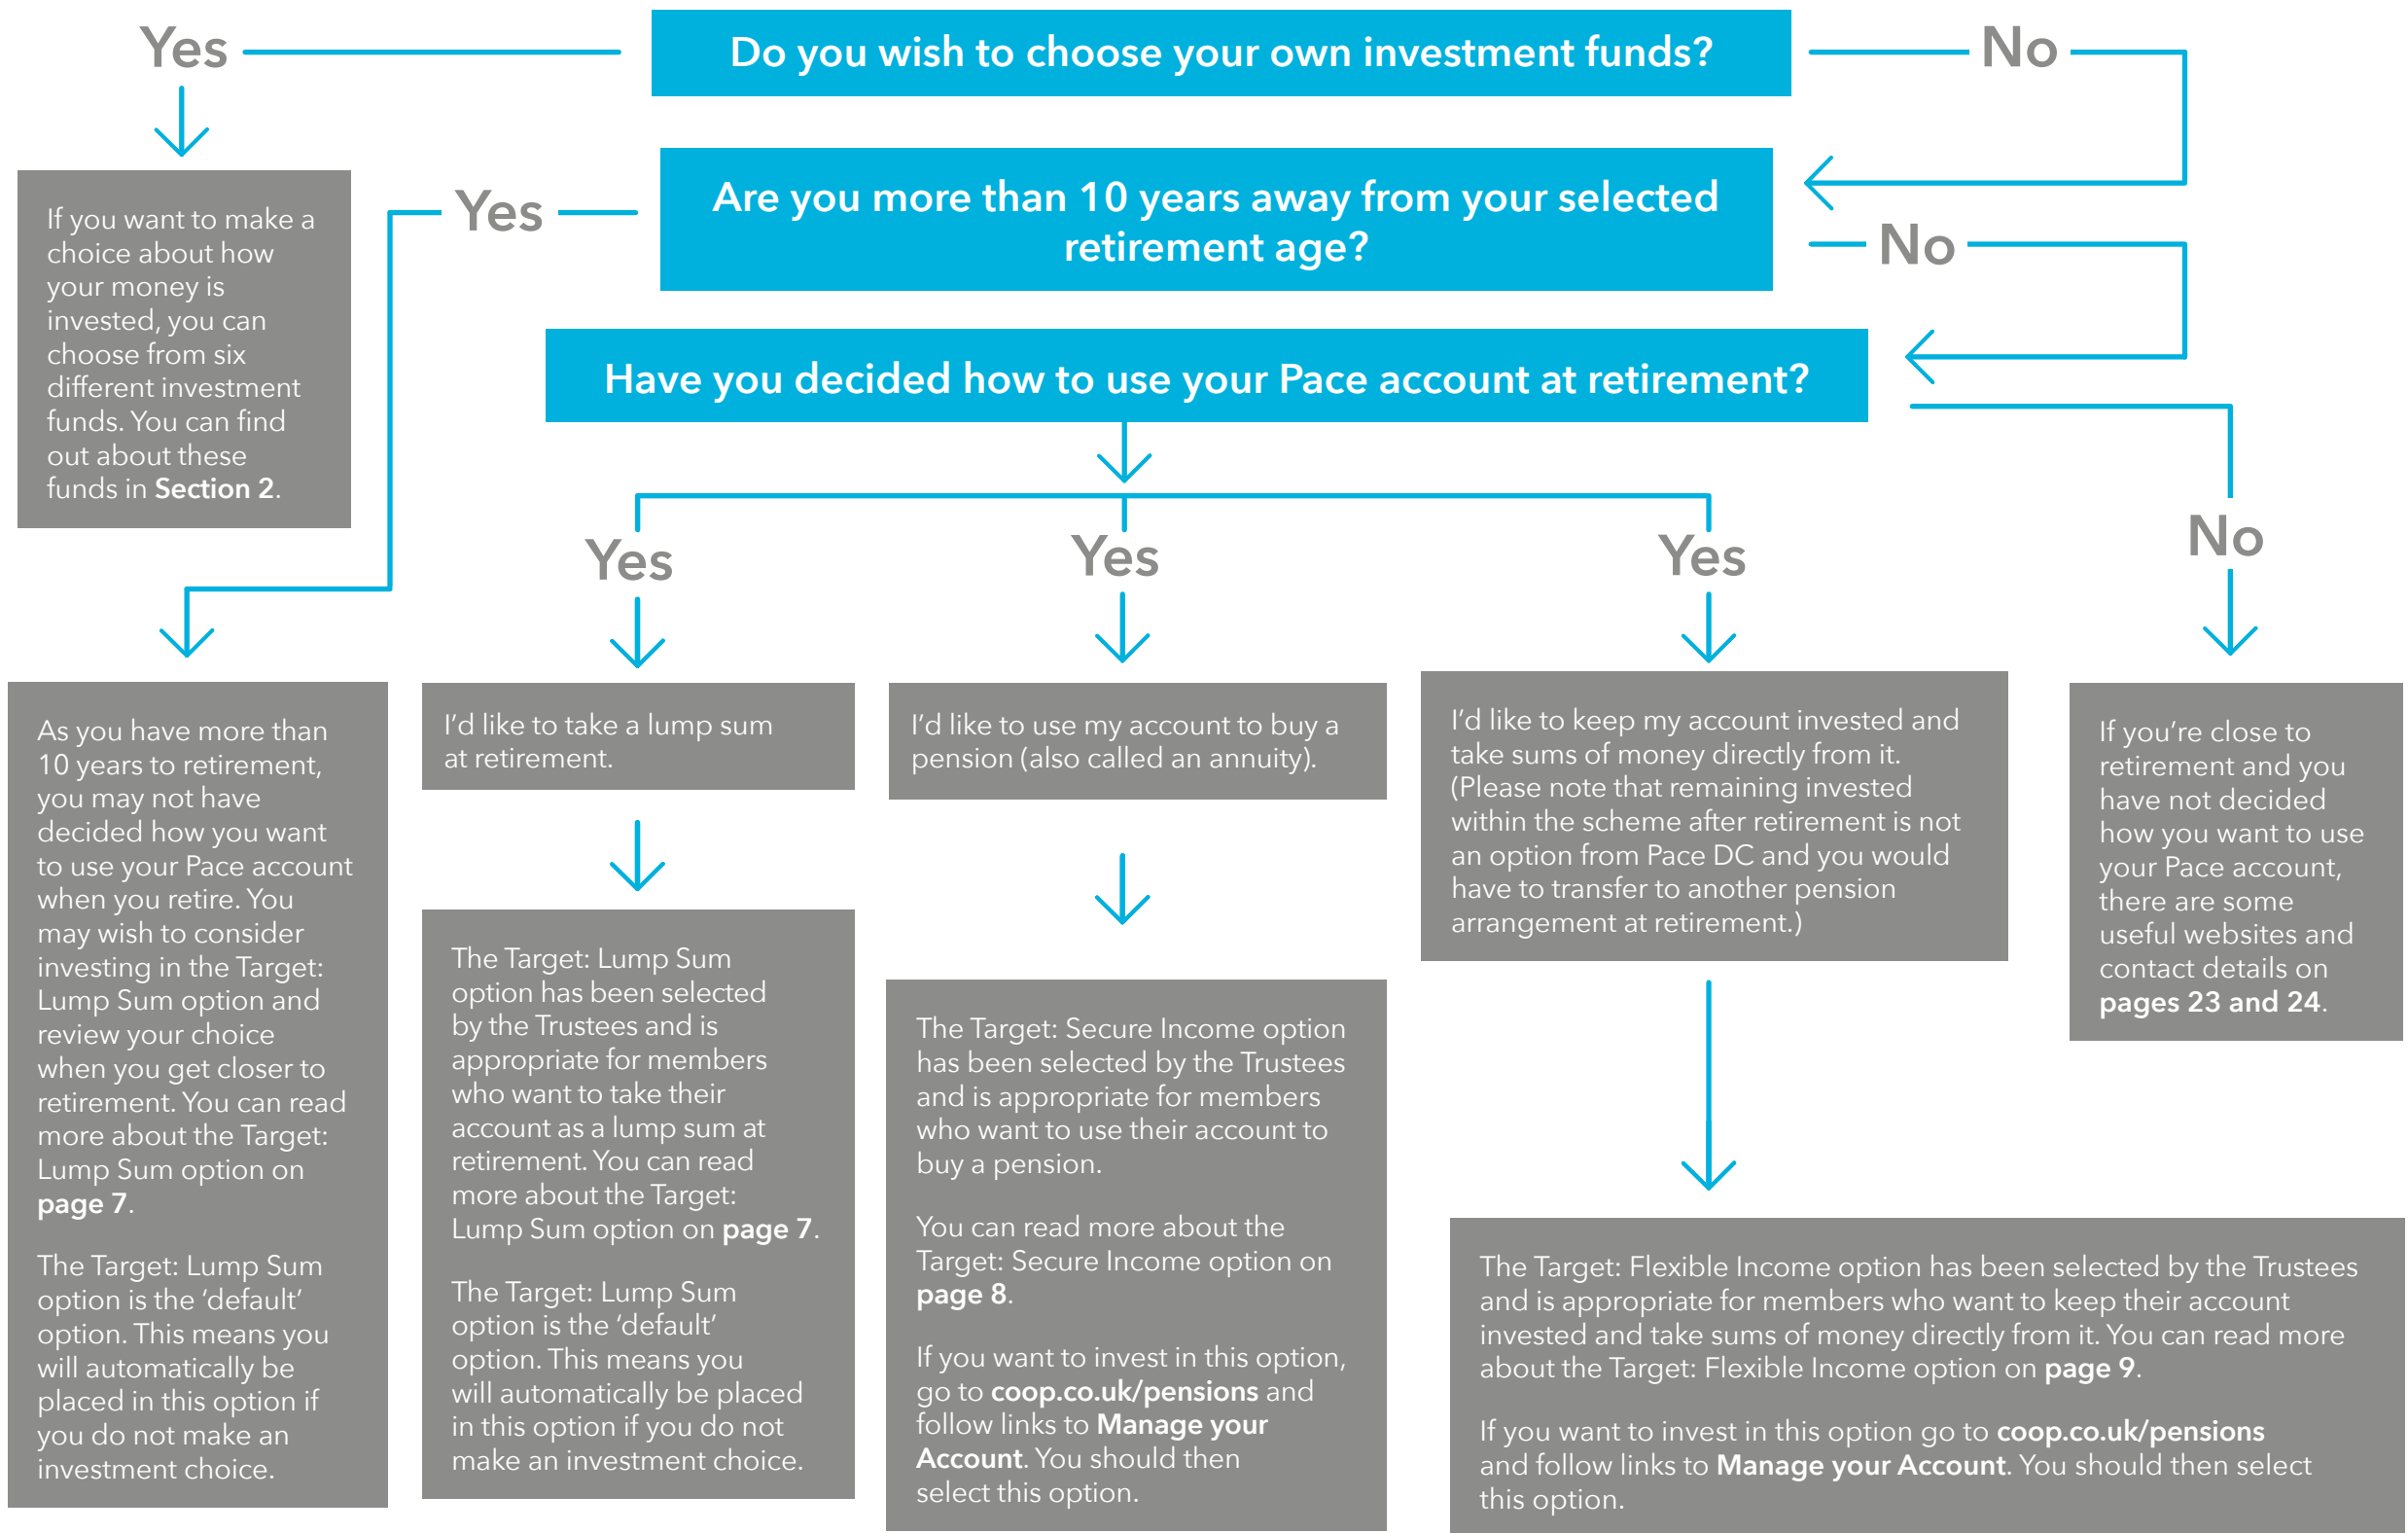 Yes
Do you wish to choose your own investment funds?
No
If you want to make a
choice about how
your money is
invested, you can
choose from six
different investment
funds. You can find
out about these
funds in Section 2.
Yes
Are you more than 10 years away from your selected
retirement age?
No
Have you decided how to use your Pace account at retirement?
Yes
Yes
Yes
No
As you have more than
10 years to retirement,
you may not have
decided how you want
to use your Pace account
when you retire. You
may wish to consider
investing in the Target:
Lump Sum option and
review your choice
when you get closer to
retirement. You can read
more about the Target:
Lump Sum option on
page 7.
The Target: Lump Sum
option is the ‘default’
option. This means you
will automatically be
placed in this option if
you do not make an
investment choice.
I’d like to take a lump sum
at retirement.
The Target: Lump Sum
option has been selected
by the Trustees and is
appropriate for members
who want to take their
account as a lump sum at
retirement. You can read
more about the Target:
Lump Sum option on page 7.
The Target: Lump Sum
option is the ‘default’
option. This means you
will automatically be placed
in this option if you do not
make an investment choice.
I’d like to use my account to buy a
pension (also called an annuity).
The Target: Secure Income option
has been selected by the Trustees
and is appropriate for members
who want to use their account to
buy a pension.
You can read more about the
Target: Secure Income option on
page 8.
If you want to invest in this option,
go to coop.co.uk/pensions and
follow links to Manage your
Account. You should then
select this option.
I’d like to keep my account invested and
take sums of money directly from it.
(Please note that remaining invested
within the scheme after retirement is not
an option from Pace DC and you would
have to transfer to another pension
arrangement at retirement.)
The Target: Flexible Income option has been selected by the Trustees
and is appropriate for members who want to keep their account
invested and take sums of money directly from it. You can read more
about the Target: Flexible Income option on page 9.
If you want to invest in this option go to coop.co.uk/pensions
and follow links to Manage your Account. You should then select
this option.
If you’re close to
retirement and you
have not decided
how you want to use
your Pace account,
there are some
useful websites and
contact details on
pages 23 and 24.